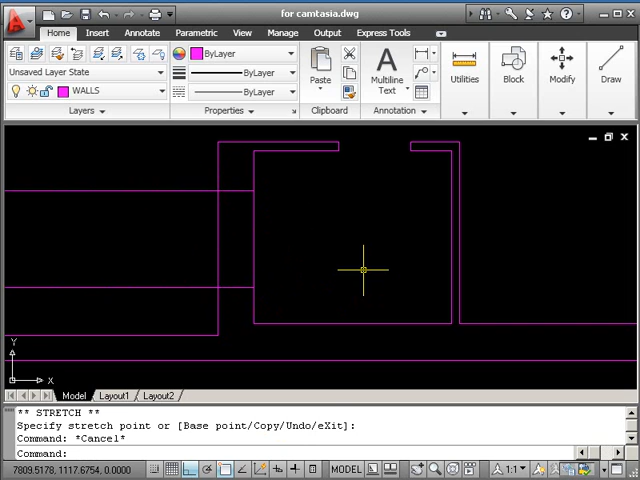 for camtasia.dwg
Home Insert Annotate Parametric View Manage Output Express Tools
Unsaved Layer State
WALLS
Layers
ByLayer
ByLayer
ByLayer
Properties
Paste
Clipboard
A
Multiline
Text
Annotation
Utilities
Block
Modify
Draw
Y
X
Model Layout1 Layout2
** STRETCH **
Specify stretch point or [Base point/Copy/Undo/eXit]:
Command: *Cancel*
Command:
7809.5178, 1117.6754, 0.0000
MODEL
1:1